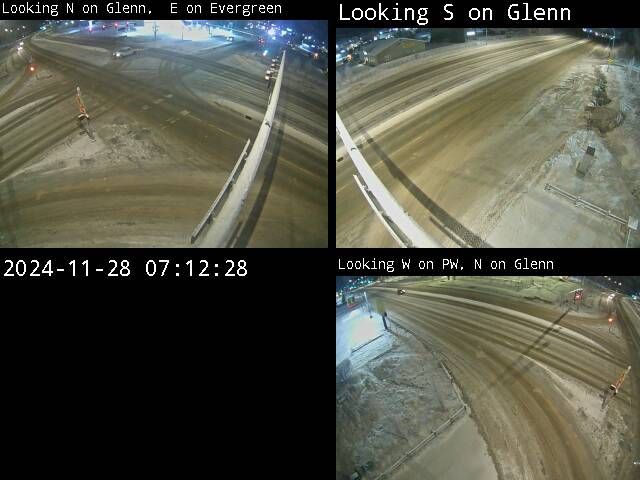 Looking N on Glenn,  E on Evergreen
Looking S on Glenn
2024-11-28 07:12:28
Looking W on PW, N on Glenn